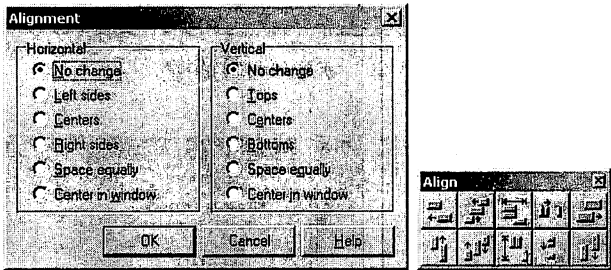 Alignment
Horizontal
No change
Left sides
Centers
Right sides
Space equally
Center in window
Vertical
No change
Tops
Centers
Bottoms
Space equally
Center in window
OK
Cancel
Help
Align